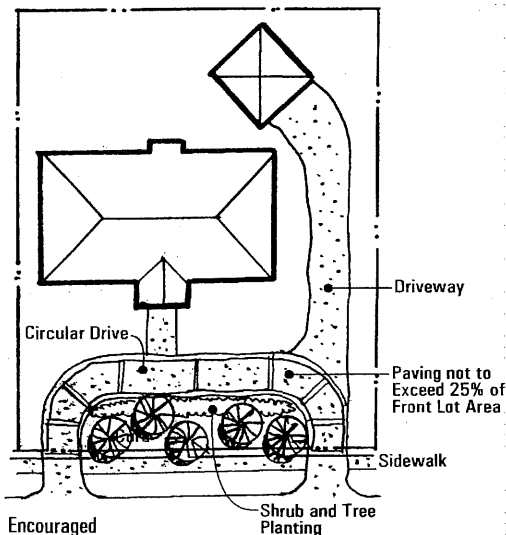 Driveway
Circular Drive
Paving not to
Exceed 25% of
Front Lot Area
Sidewalk
Shrub and Tree
Planting
Encouraged